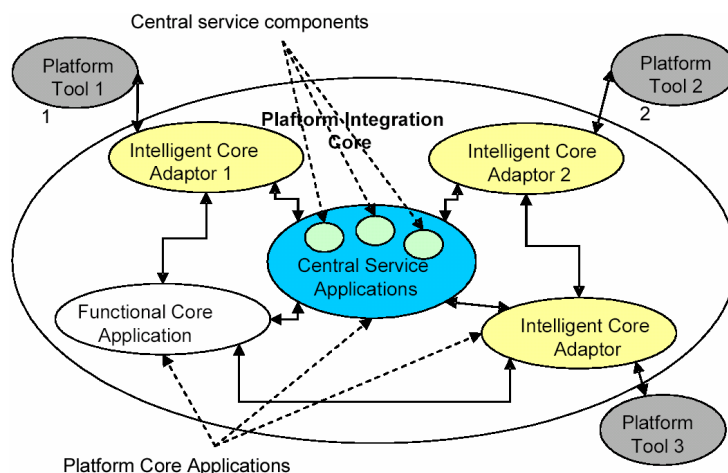 Central service components
Platform
Tool 1
1
Platform
Tool 2
2
Plaftform Integration
Core
Intelligent Core
Adaptor 1
Intelligent Core
Adaptor 2
Central Service
Applications
Functional Core
Application
Intelligent Core
Adaptor
Platform
Tool 3
Platform Core Applications